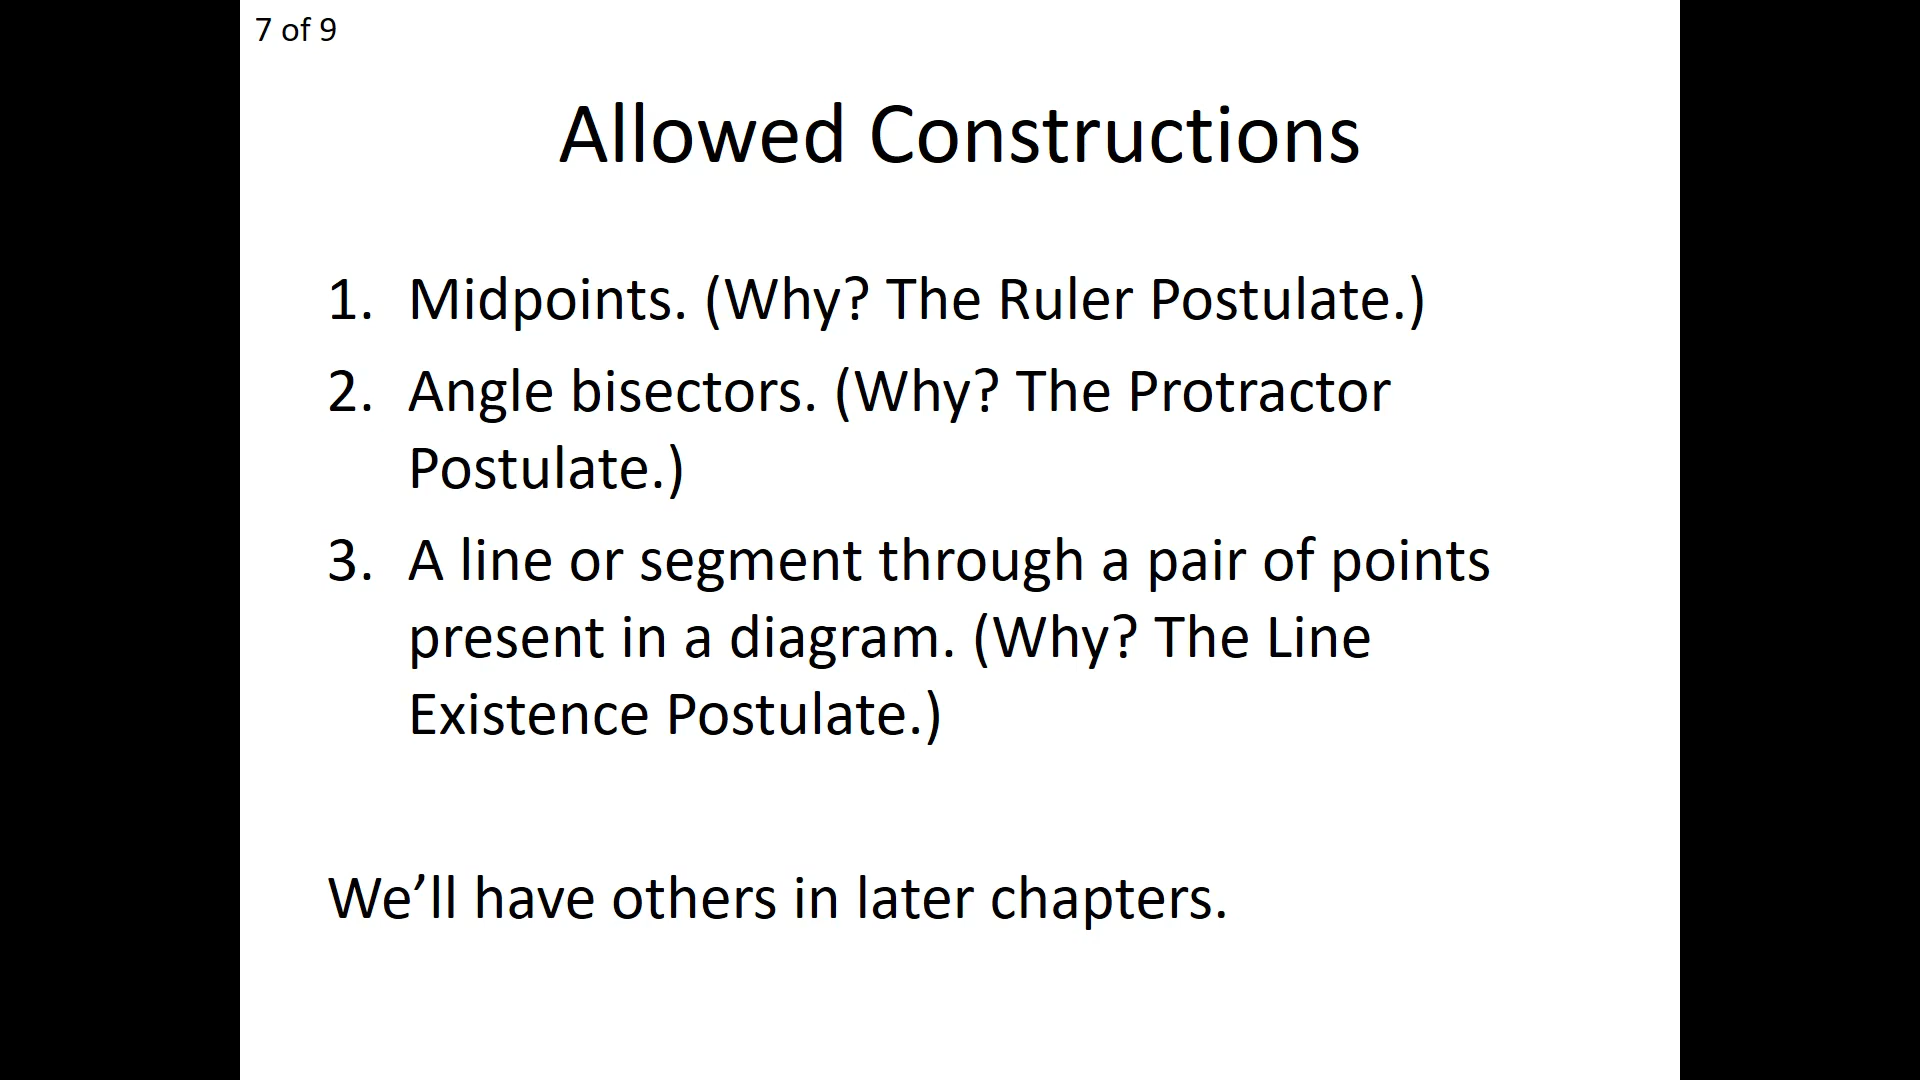 7 of 9
Allowed Constructions
1. Midpoints. (Why? The Ruler Postulate.)
2. Angle bisectors. (Why? The Protractor
Postulate.)
3. A line or segment through a pair of points
present in a diagram. (Why? The Line
Existence Postulate.)
We’ll have others in later chapters.